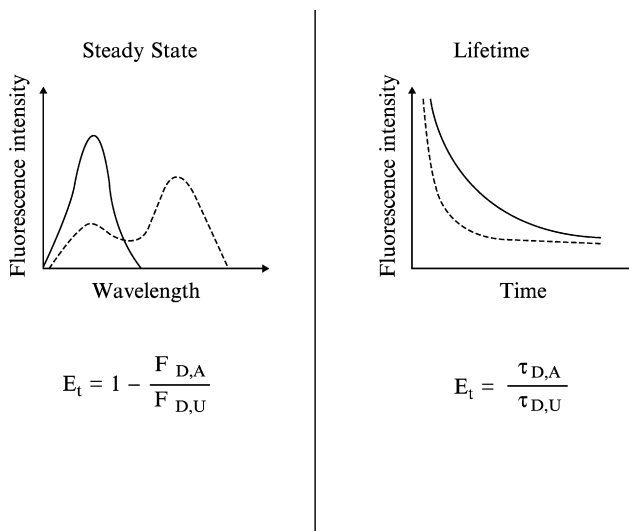 Steady State
Fluorescence intensity
Wavelength
E_t = 1 − F_D,A / F_D,U
Lifetime
Fluorescence intensity
Time
E_t = τ_D,A / τ_D,U